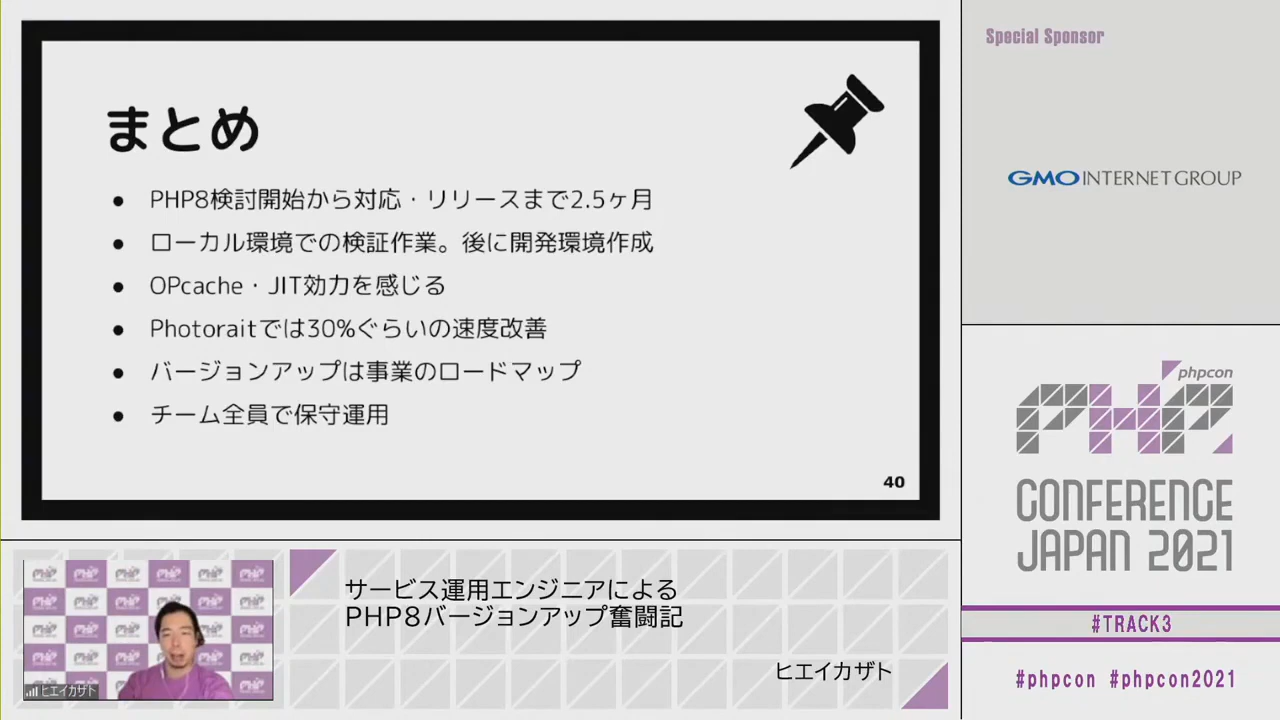 まとめ
● PHP8検討開始から対応・リリースまで2.5ヶ月
● ローカル環境での検証作業。後に開発環境作成
● OPcache・JIT効力を感じる
● Photoraitでは30%ぐらいの速度改善
● バージョンアップは事業のロードマップ
● チーム全員で保守運用
40
Special Sponsor
GMO INTERNET GROUP
phpcon
PHP
CONFERENCE
JAPAN 2021
#TRACK3
#phpcon #phpcon2021
サービス運用エンジニアによる
PHP8バージョンアップ奮闘記
ヒエイカザト
ヒエイカザト